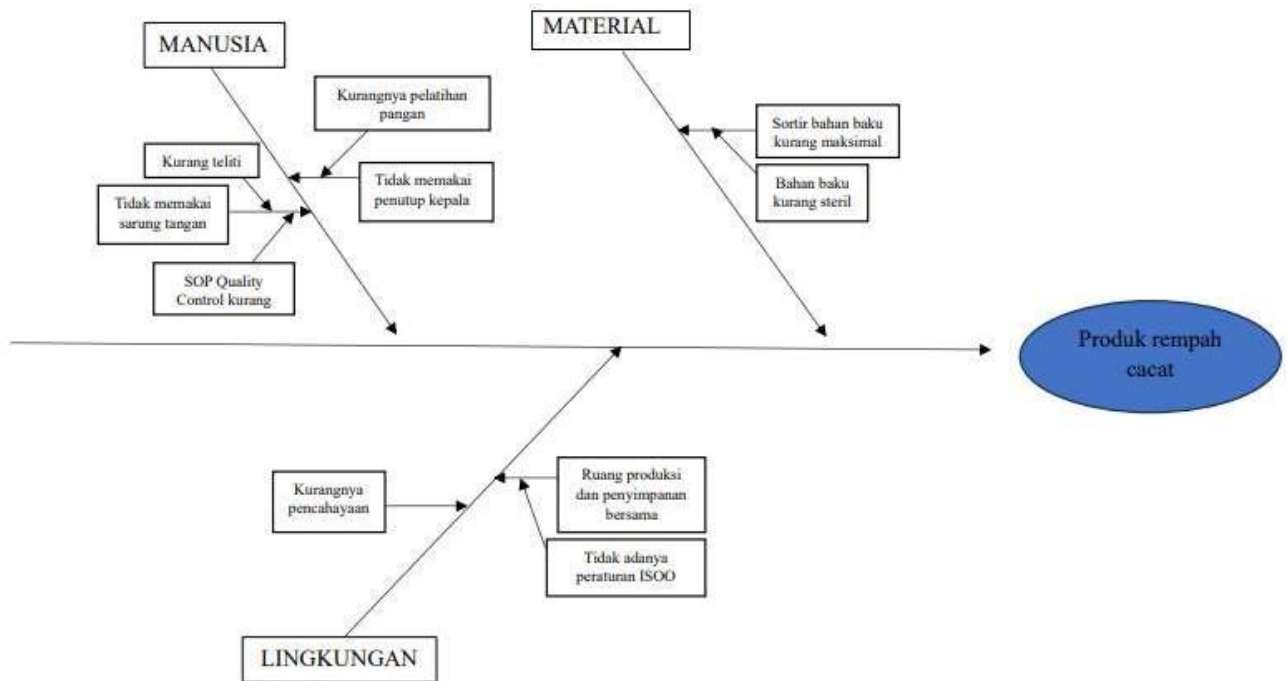 MANUSIA
MATERIAL
Kurangnya pelatihan
pangan
Sortir bahan baku
kurang maksimal
Kurang teliti
Tidak memakai
penutup kepala
Bahan baku
kurang steril
Tidak memakai
sarung tangan
SOP Quality
Control kurang
Produk rempah
cacat
Kurangnya
pencahayaan
Ruang produksi
dan penyimpanan
bersama
Tidak adanya
peraturan ISOO
LINGKUNGAN